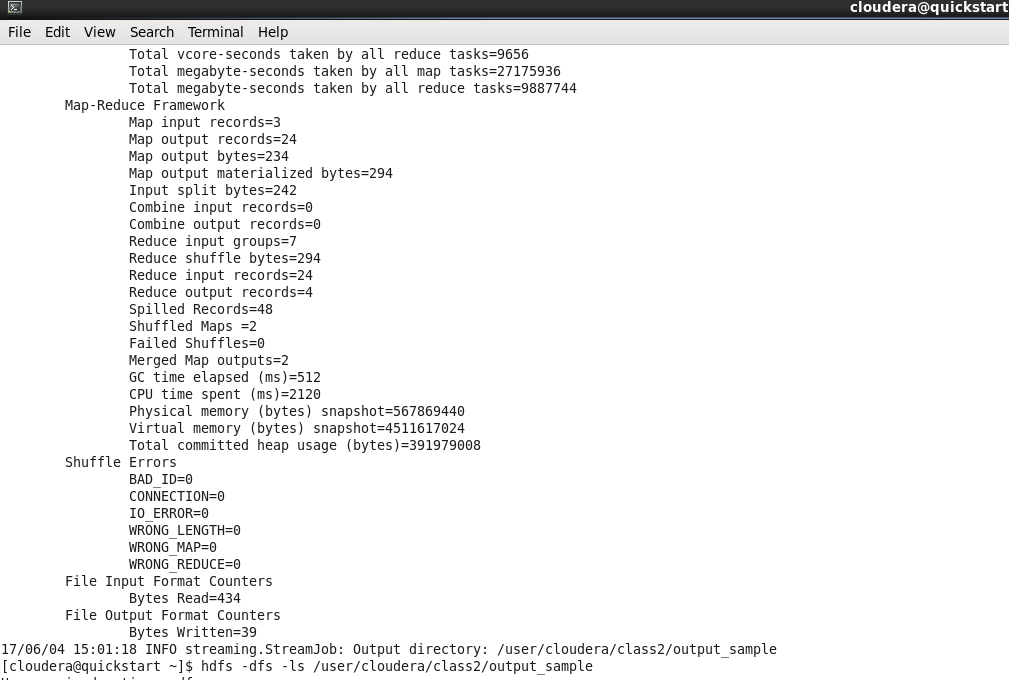 cloudera@quickstart
File Edit View Search Terminal Help
Total vcore-seconds taken by all reduce tasks=9656
Total megabyte-seconds taken by all map tasks=27175936
Total megabyte-seconds taken by all reduce tasks=9887744
Map-Reduce Framework
Map input records=3
Map output records=24
Map output bytes=234
Map output materialized bytes=294
Input split bytes=242
Combine input records=0
Combine output records=0
Reduce input groups=7
Reduce shuffle bytes=294
Reduce input records=24
Reduce output records=4
Spilled Records=48
Shuffled Maps =2
Failed Shuffles=0
Merged Map outputs=2
GC time elapsed (ms)=512
CPU time spent (ms)=2120
Physical memory (bytes) snapshot=567869440
Virtual memory (bytes) snapshot=4511617024
Total committed heap usage (bytes)=391979008
Shuffle Errors
BAD_ID=0
CONNECTION=0
IO_ERROR=0
WRONG_LENGTH=0
WRONG_MAP=0
WRONG_REDUCE=0
File Input Format Counters
Bytes Read=434
File Output Format Counters
Bytes Written=39
17/06/04 15:01:18 INFO streaming.StreamJob: Output directory: /user/cloudera/class2/output_sample
[cloudera@quickstart ~]$ hdfs -dfs -ls /user/cloudera/class2/output_sample